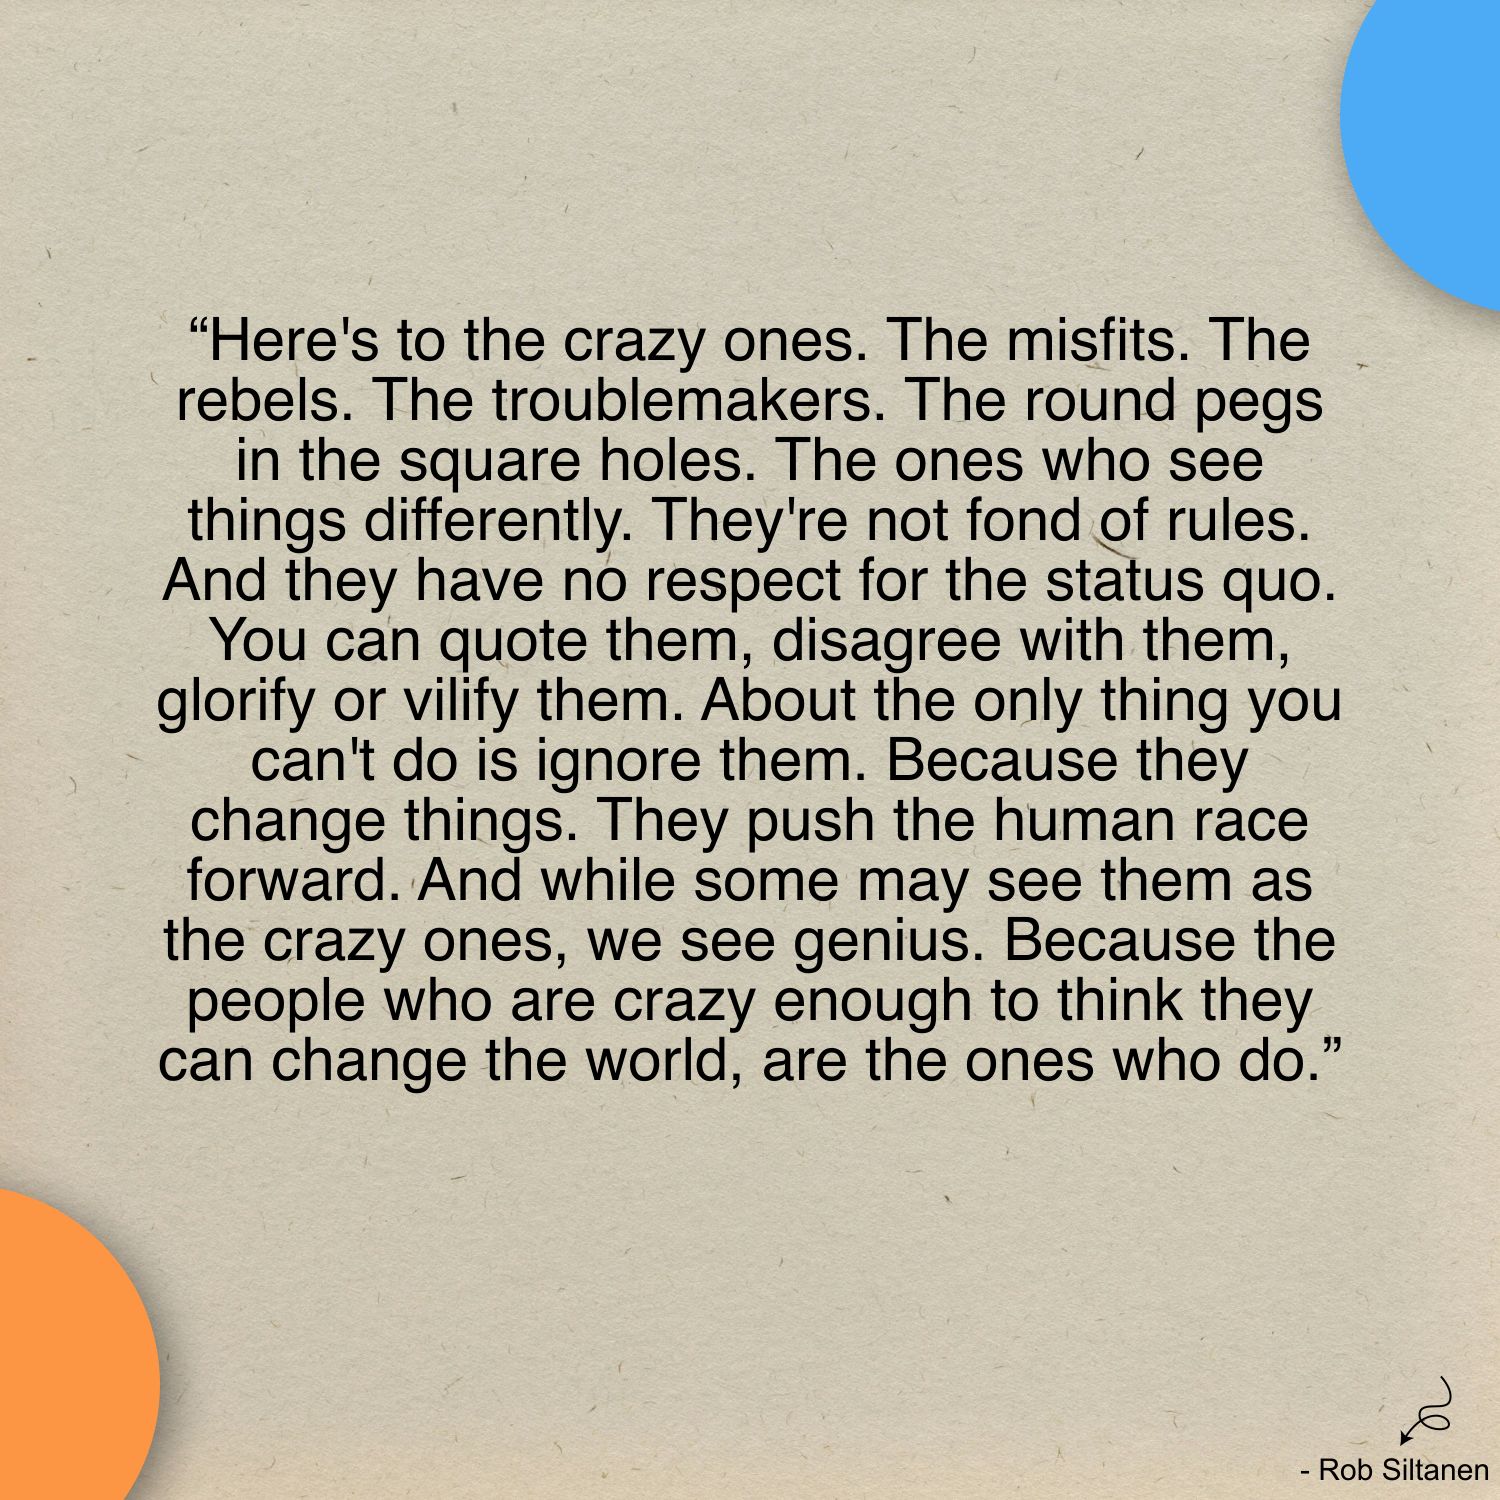 “Here's to the crazy ones. The misfits. The
rebels. The troublemakers. The round pegs
in the square holes. The ones who see
things differently. They're not fond of rules.
And they have no respect for the status quo.
You can quote them, disagree with them,
glorify or vilify them. About the only thing you
can't do is ignore them. Because they
change things. They push the human race
forward. And while some may see them as
the crazy ones, we see genius. Because the
people who are crazy enough to think they
can change the world, are the ones who do.”
- Rob Siltanen